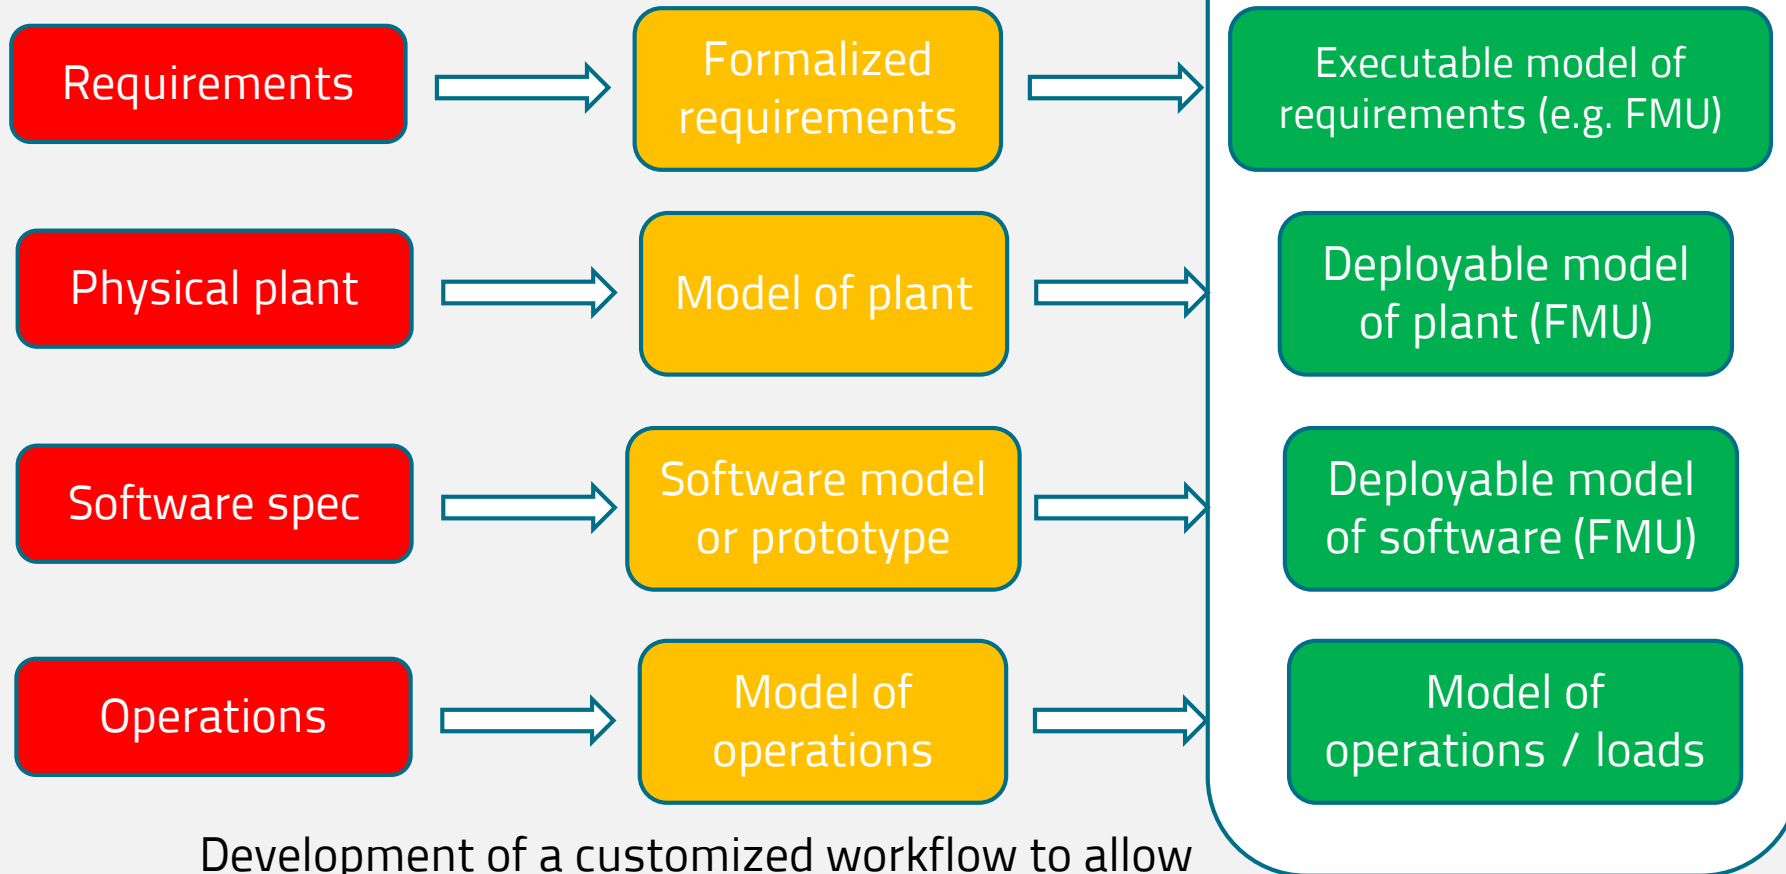 Requirements
Formalized
requirements
Executable model of
requirements (e.g. FMU)
Physical plant
Model of plant
Deployable model
of plant (FMU)
Software spec
Software model
or prototype
Deployable model
of software (FMU)
Operations
Model of
operations
Model of
operations / loads
Development of a customized workflow to allow